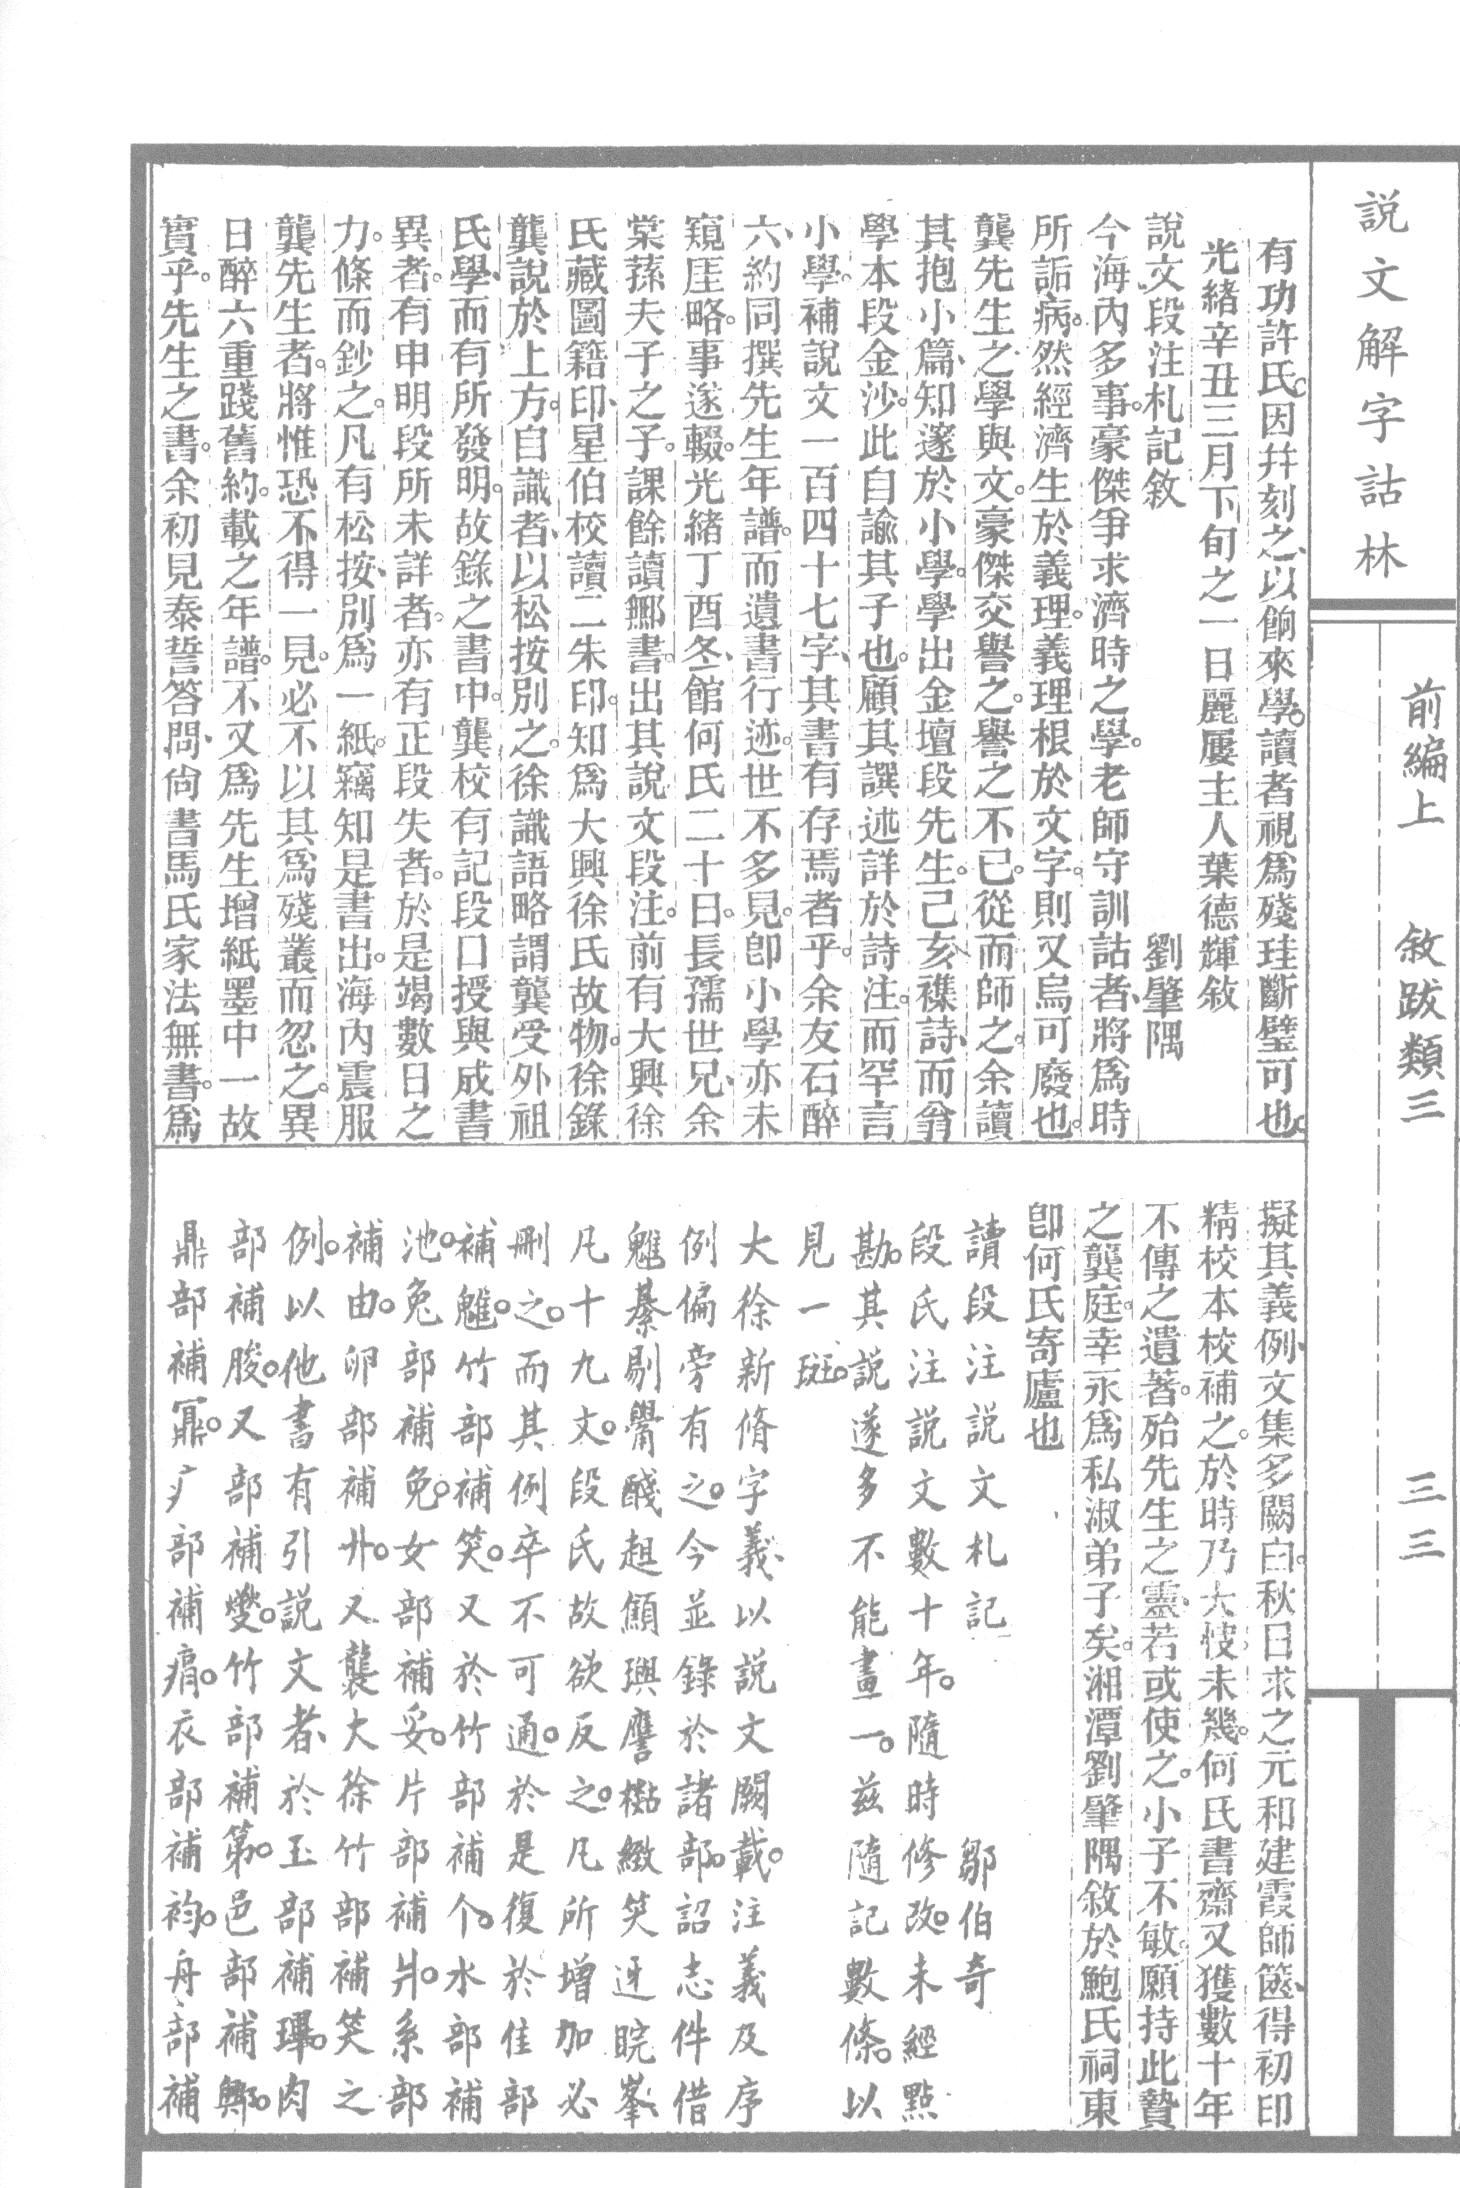 說文解字詁林
前編上　敘跋類三　三三
有功許氏。因幷刻之、以餉來學。讀者視爲殘珪斷璧可也。
光緒辛丑三月下旬之一日麗廔主人葉德輝敘
說文段注札記敘　劉肇隅
今海內多事。豪傑爭求濟時之學。老師守訓詁者、將爲時
所詬病。然經濟生於義理。義理根於文字。則又烏可廢也。
龔先生之學與文。豪傑交譽之。譽之不已。從而師之。余讀
其抱小篇、知邃於小學。學出金壇段先生。己亥襍詩、而翁
學本段金沙。此自諭其子也。顧其譔述詳於詩注。而罕言
小學。補說文一百四十七字、其書有存焉者乎。余友石醉
六、約同撰先生年譜。而遺書行迹世不多見。卽小學亦未
窺厓略。事遂輟。光緒丁酉冬、館何氏二十日。長孺世兄、余
棠蓀夫子之子。課餘讀鄦書。出其說文段注。前有大興徐
氏藏圖籍印、星伯校讀二朱印。知爲大興徐氏故物。徐錄
龔說於上方。自識者、以松按別之。徐識語略謂龔受外祖
氏學、而有所發明。故錄之書中。龔校有記段口授與成書
異者。有申明段所未詳者。亦有正段失者。於是竭數日之
力。條而鈔之。凡有松按、別爲一紙。竊知是書出。海內震服
龔先生者。將惟恐不得一見。必不以其爲殘叢而忽之。異
日醉六重踐舊約。載之年譜。不又爲先生增紙墨中一故
實乎。先生之書。余初見泰誓答問、尙書馬氏家法無書。爲
擬其義例、文集多闕白。秋日求之元和建霞師篋、得初印
精校本校補之。於時乃大快。未幾。何氏書齋又獲數十年
不傳之遺著。殆先生之靈、若或使之。小子不敏。願持此贄
之龔庭。幸永爲私淑弟子矣。湘潭劉肇隅敘於鮑氏祠東
卽何氏寄廬也
讀段注說文札記　鄒伯奇
段氏注說文數十年。隨時修改。未經點
勘。其說遂多不能畫一。茲隨記數條。以
見一斑。
大徐新脩字義、以說文闕載。注義及序
例偏旁有之。今並錄於諸部。詔志件借
魋綦剔觷醆趄顦璵譍檆緻笑迓睆峯
凡十九文。段氏故欲反之。凡所增加必
刪之。而其例卒不可通。於是復於隹部
補魋。竹部補笑。又於竹部補个。水部補
池。兔部補免。女部補妥。片部補爿。系部
補由。卵部補卝。又襲大徐竹部補笑之
例。以他書有引說文者、於玉部補瑻。肉
部補朘。又部補𤓎。竹部補第。邑部補鄸。
鼎部補鼏。疒部補痟。衣部補袀。舟部補